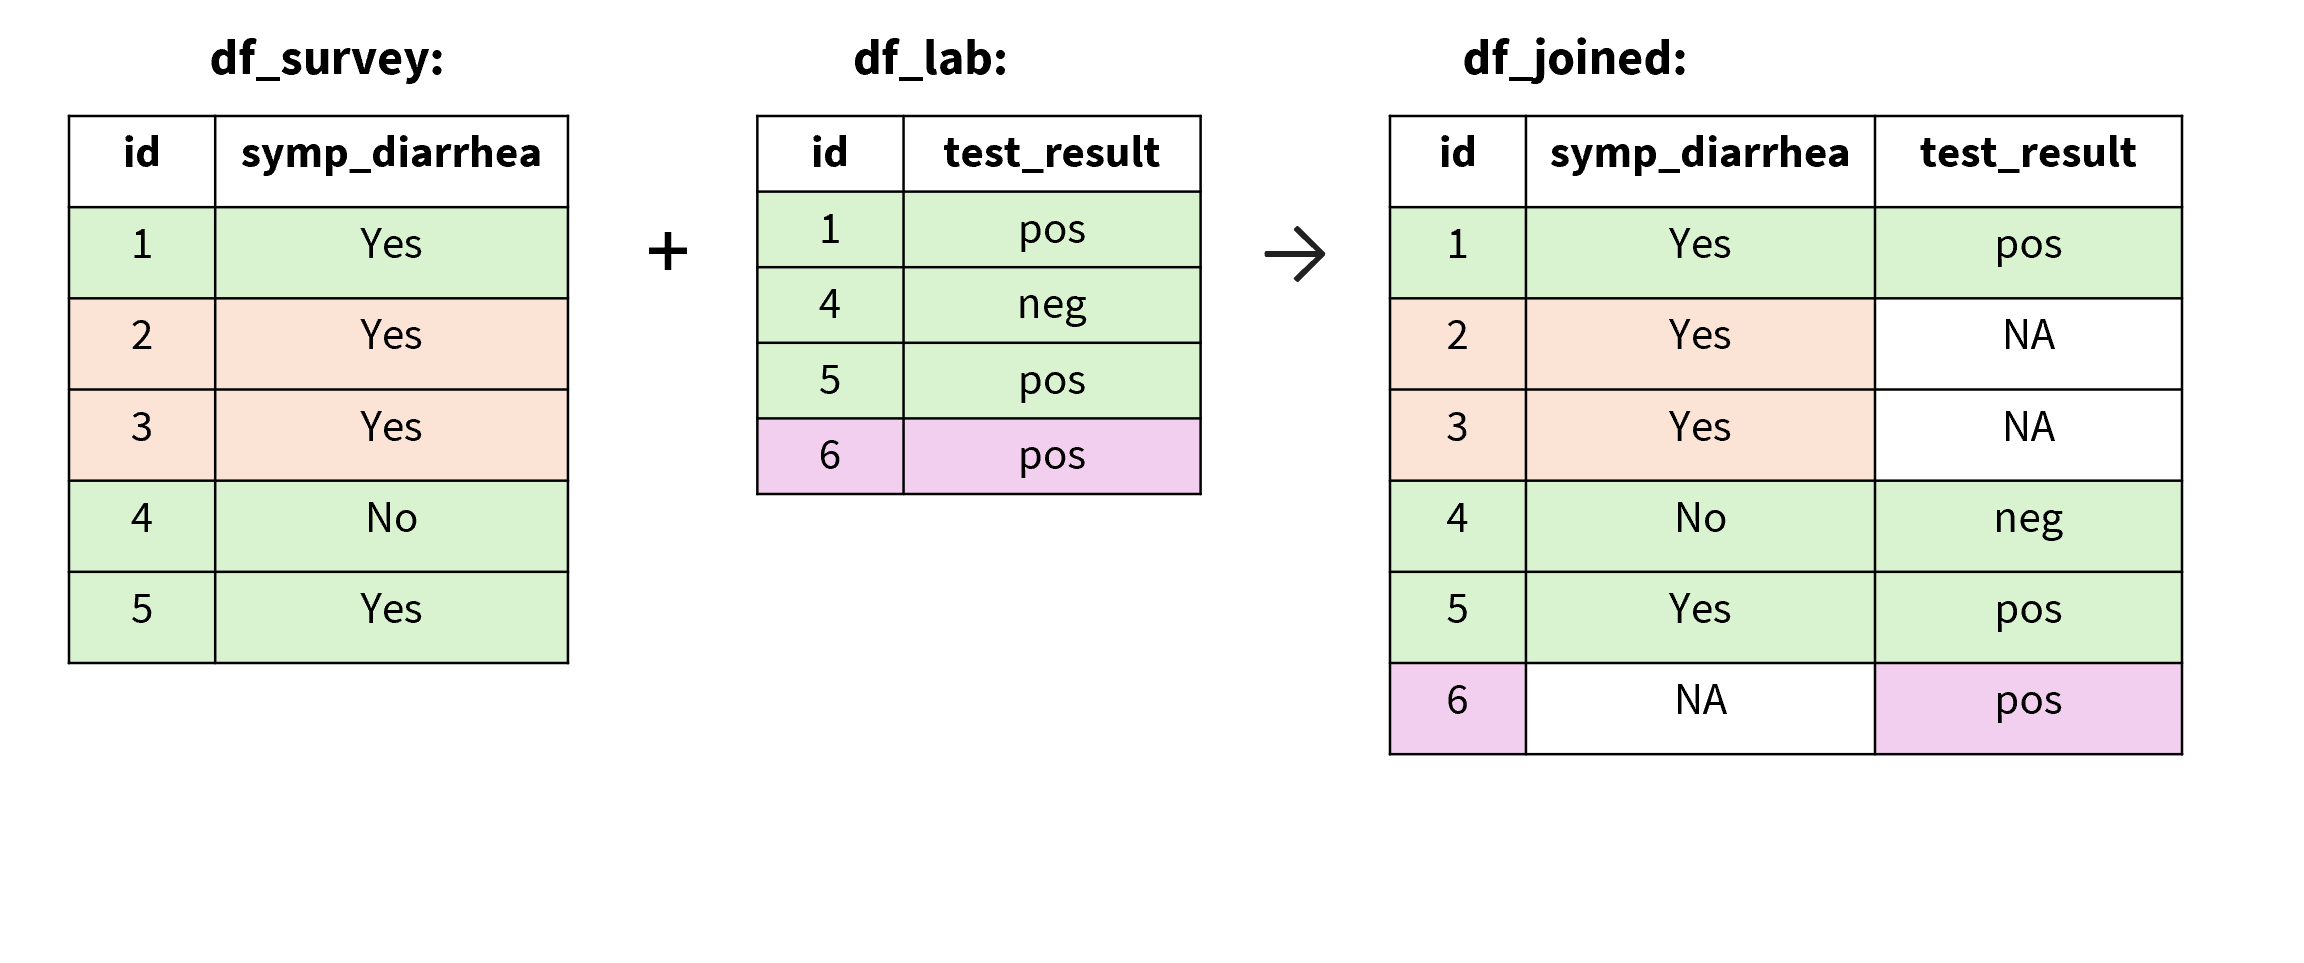 df_survey:
id symp_diarrhea
1 Yes
2 Yes
3 Yes
4 No
5 Yes
+
df_lab:
id test_result
1 pos
4 neg
5 pos
6 pos
→
df_joined:
id symp_diarrhea test_result
1 Yes pos
2 Yes NA
3 Yes NA
4 No neg
5 Yes pos
6 NA pos